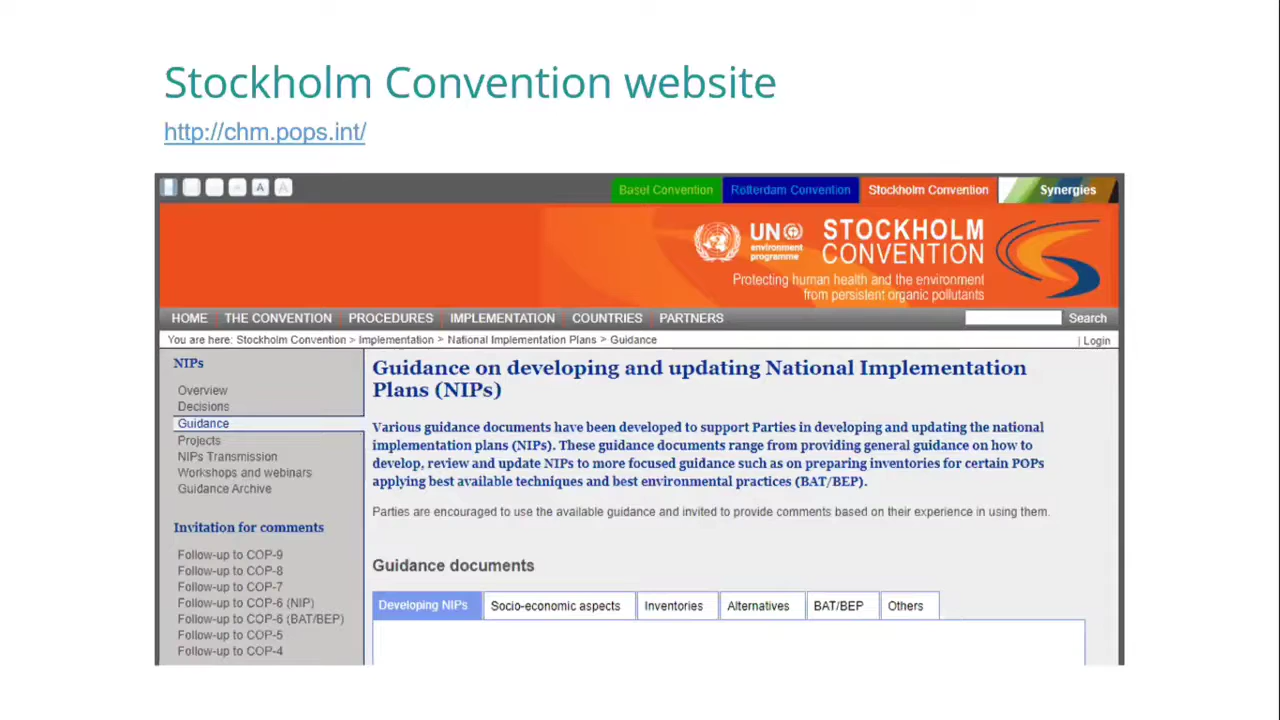 Stockholm Convention website
http://chm.pops.int/
A A
Basel Convention Rotterdam Convention Stockholm Convention Synergies
UN
environment
programme
STOCKHOLM
CONVENTION
Protecting human health and the environment
from persistent organic pollutants
HOME THE CONVENTION PROCEDURES IMPLEMENTATION COUNTRIES PARTNERS Search
You are here: Stockholm Convention > Implementation > National Implementation Plans > Guidance | Login
NIPs
Overview
Decisions
Guidance
Projects
NIPs Transmission
Workshops and webinars
Guidance Archive
Invitation for comments
Follow-up to COP-9
Follow-up to COP-8
Follow-up to COP-7
Follow-up to COP-6 (NIP)
Follow-up to COP-6 (BAT/BEP)
Follow-up to COP-5
Follow-up to COP-4
Guidance on developing and updating National Implementation
Plans (NIPs)
Various guidance documents have been developed to support Parties in developing and updating the national
implementation plans (NIPs). These guidance documents range from providing general guidance on how to
develop, review and update NIPs to more focused guidance such as on preparing inventories for certain POPs
applying best available techniques and best environmental practices (BAT/BEP).
Parties are encouraged to use the available guidance and invited to provide comments based on their experience in using them.
Guidance documents
Developing NIPs Socio-economic aspects Inventories Alternatives BAT/BEP Others